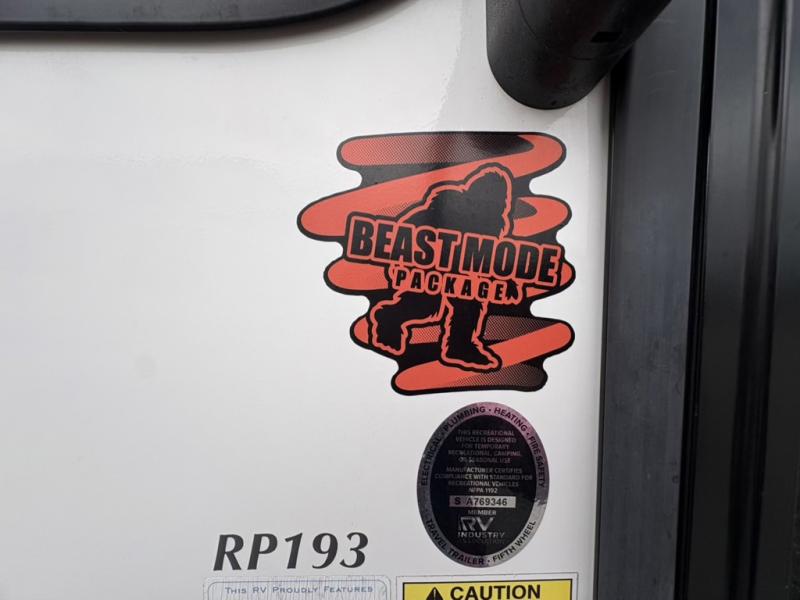 BEAST MODE
PACKAGE
ELECTRICAL • PLUMBING • HEATING • FIRE SAFETY
THIS RECREATIONAL
VEHICLE IS DESIGNED
FOR TEMPORARY
RECREATIONAL, CAMPING,
OR SEASONAL USE
MANUFACTURER CERTIFIES
COMPLIANCE WITH STANDARD FOR
RECREATIONAL VEHICLES
NFPA 1192
S A769346
MEMBER
RV
INDUSTRY
ASSOCIATION
TRAVEL TRAILER • FIFTH WHEEL
RP193
THIS RV PROUDLY FEATURES
CAUTION